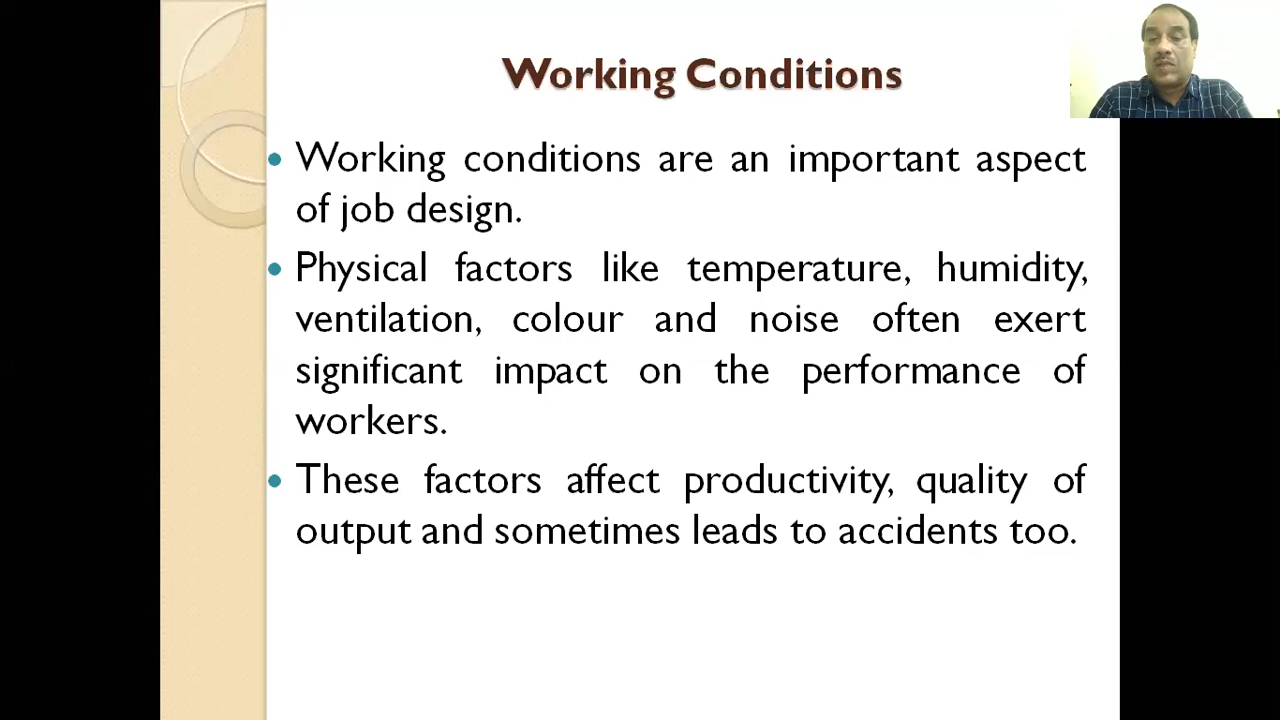 Working Conditions
Working conditions are an important aspect
of job design.
Physical factors like temperature, humidity,
ventilation, colour and noise often exert
significant impact on the performance of
workers.
These factors affect productivity, quality of
output and sometimes leads to accidents too.